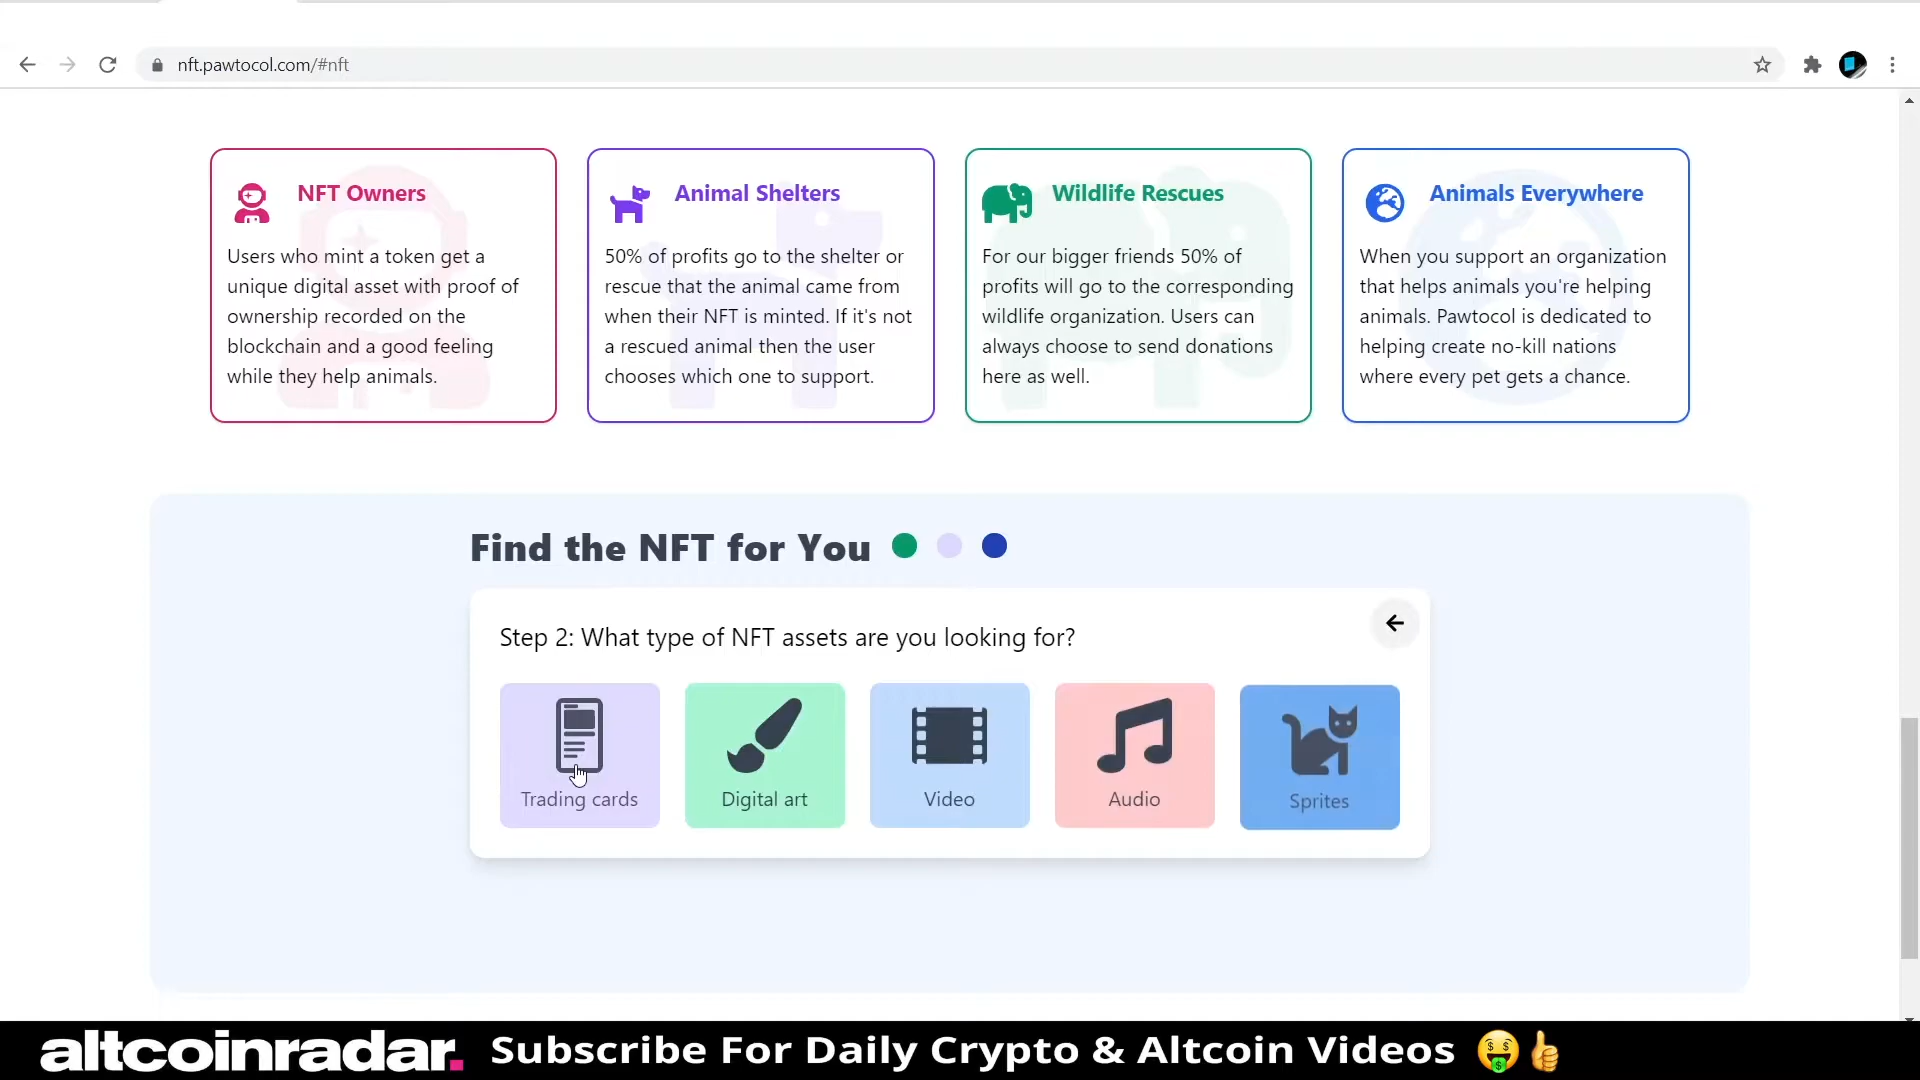 nft.pawtocol.com/#nft
NFT Owners
Users who mint a token get a
unique digital asset with proof of
ownership recorded on the
blockchain and a good feeling
while they help animals.
Animal Shelters
50% of profits go to the shelter or
rescue that the animal came from
when their NFT is minted. If it's not
a rescued animal then the user
chooses which one to support.
Wildlife Rescues
For our bigger friends 50% of
profits will go to the corresponding
wildlife organization. Users can
always choose to send donations
here as well.
Animals Everywhere
When you support an organization
that helps animals you're helping
animals. Pawtocol is dedicated to
helping create no-kill nations
where every pet gets a chance.
Find the NFT for You
Step 2: What type of NFT assets are you looking for?
Trading cards
Digital art
Video
Audio
Sprites
altcoinradar. Subscribe For Daily Crypto & Altcoin Videos 🤑👍